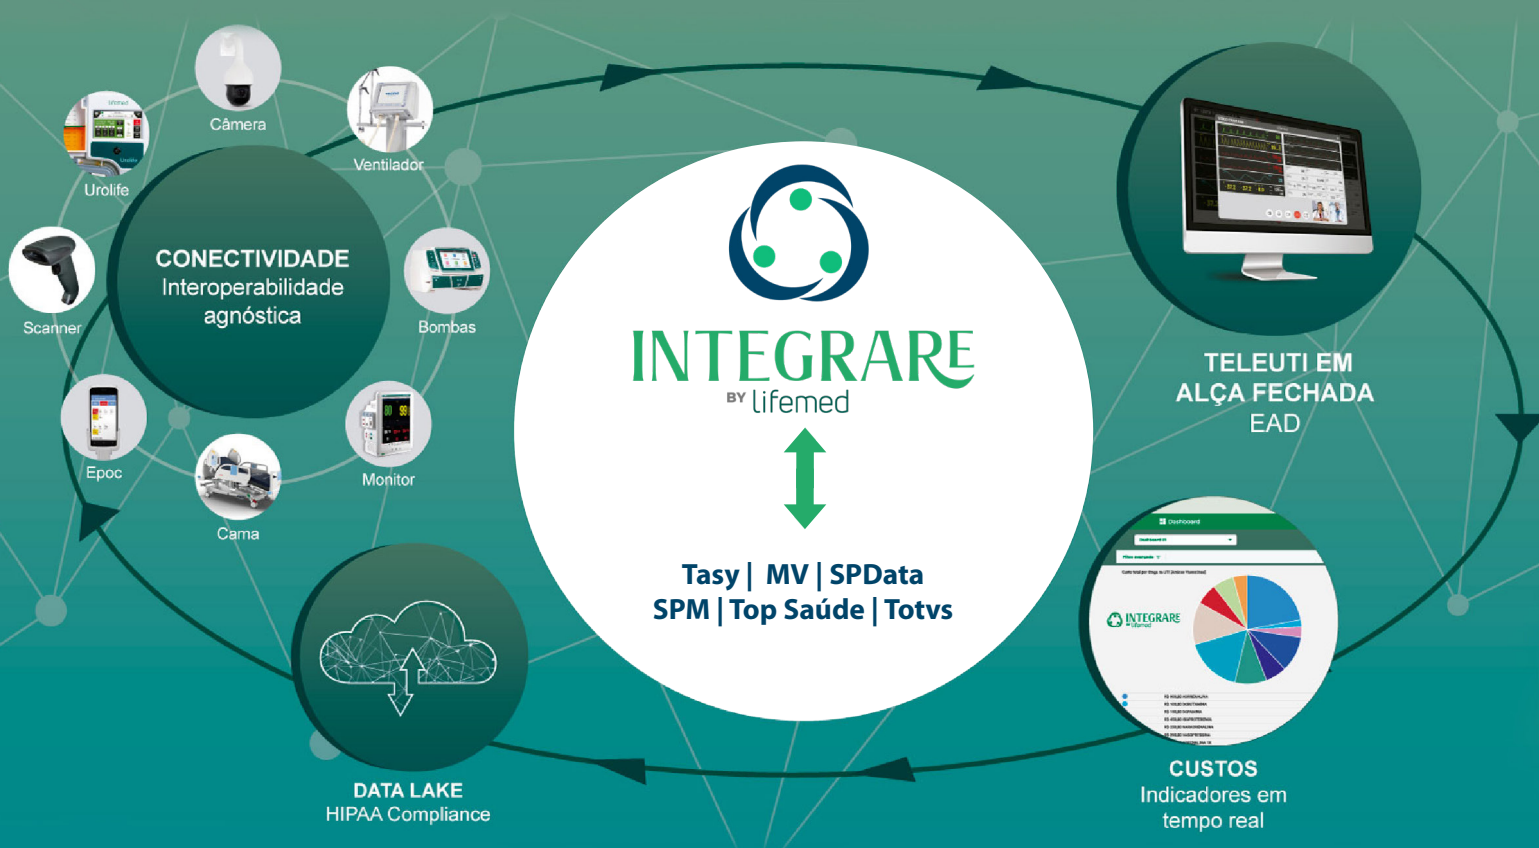 Câmera
Ventilador
Urolife
Scanner
CONECTIVIDADE
Interoperabilidade
agnóstica
Bombas
Epoc
Monitor
Cama
INTEGRARE
BY lifemed
Tasy | MV | SPData
SPM | Top Saúde | Totvs
TELEUTI EM
ALÇA FECHADA
EAD
Dashboard
INTEGRARE
lifemed
CUSTOS
Indicadores em
tempo real
DATA LAKE
HIPAA Compliance